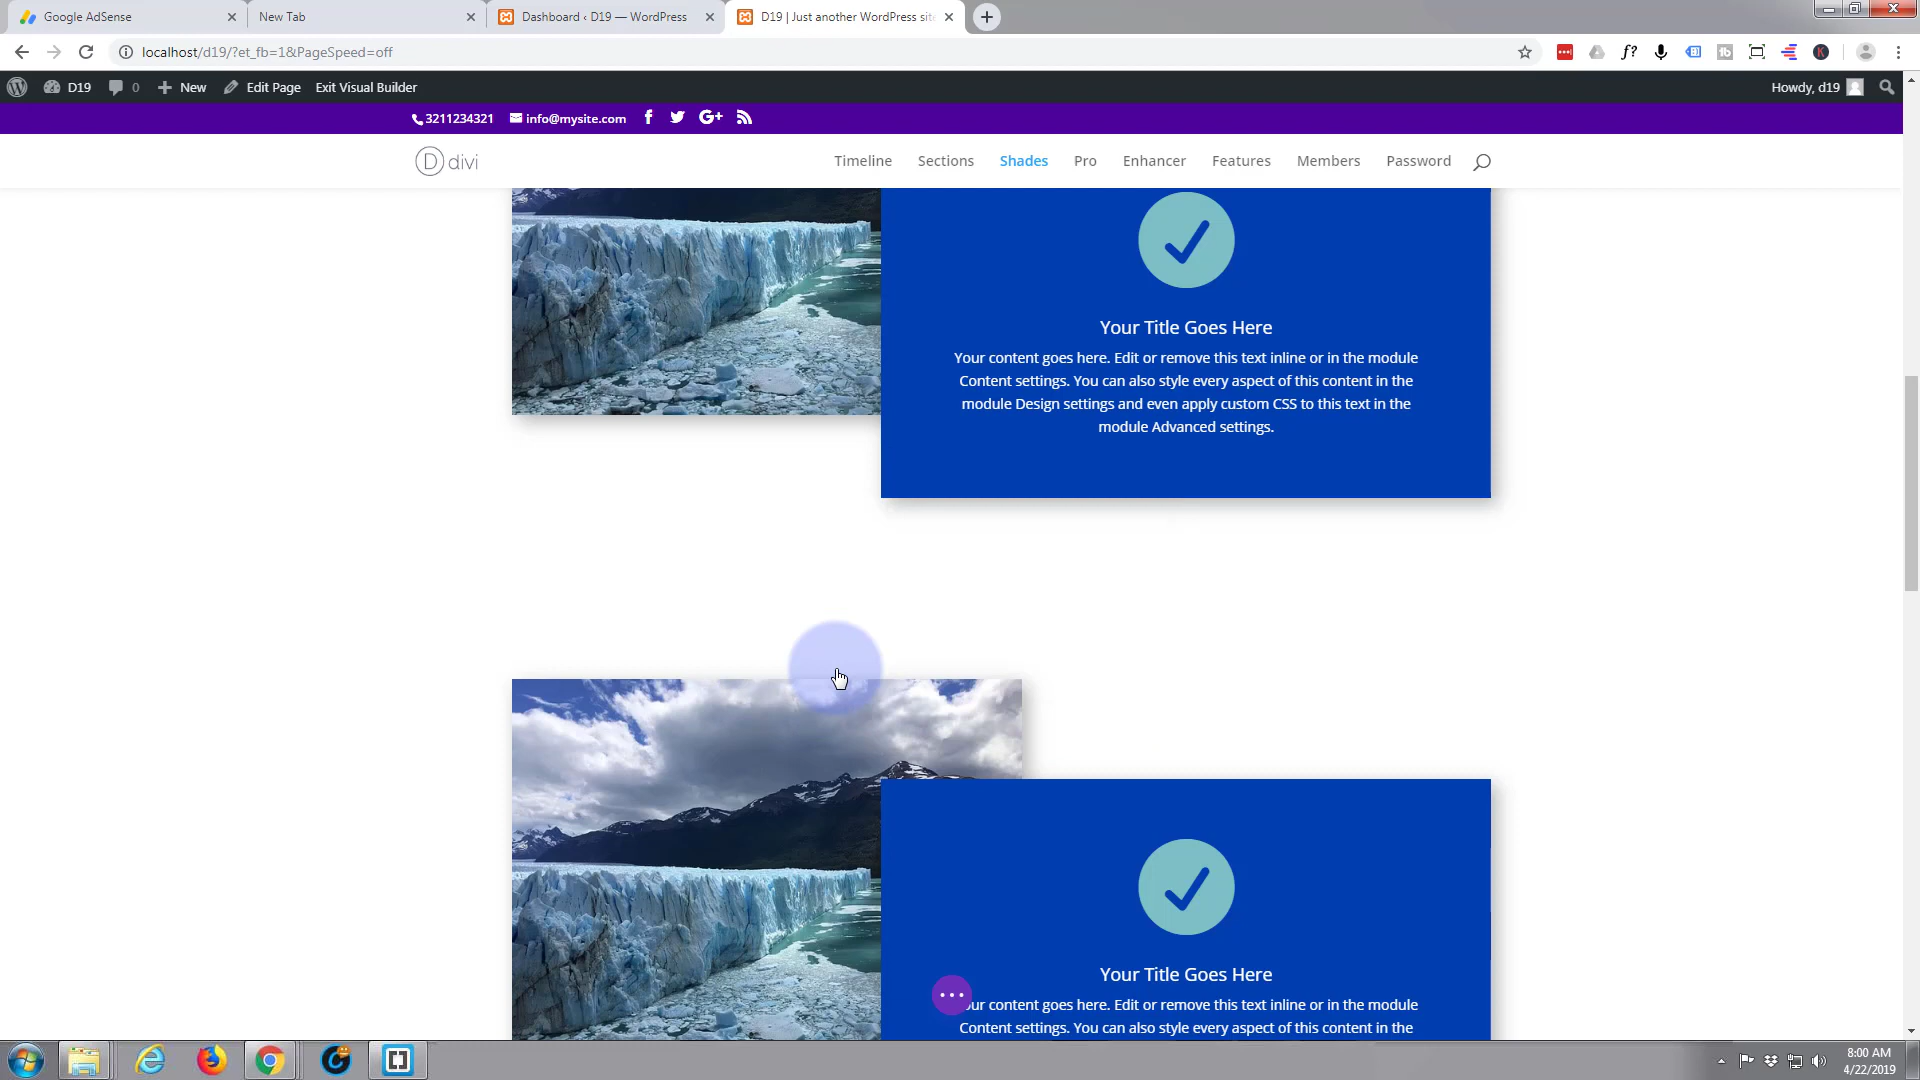 Google AdSense
New Tab
Dashboard ‹ D19 — WordPress
D19 | Just another WordPress site
localhost/d19/?et_fb=1&PageSpeed=off
D19
0
New
Edit Page
Exit Visual Builder
Howdy, d19
3211234321
info@mysite.com
D divi
Timeline
Sections
Shades
Pro
Enhancer
Features
Members
Password
Your Title Goes Here
Your content goes here. Edit or remove this text inline or in the module
Content settings. You can also style every aspect of this content in the
module Design settings and even apply custom CSS to this text in the
module Advanced settings.
Your Title Goes Here
our content goes here. Edit or remove this text inline or in the module
Content settings. You can also style every aspect of this content in the
8:00 AM
4/22/2019